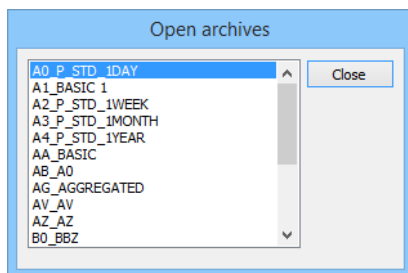 Open archives
A0_P_STD_1DAY
Close
A1_BASIC 1
A2_P_STD_1WEEK
A3_P_STD_1MONTH
A4_P_STD_1YEAR
AA_BASIC
AB_A0
AG_AGGREGATED
AV_AV
AZ_AZ
B0_BBZ